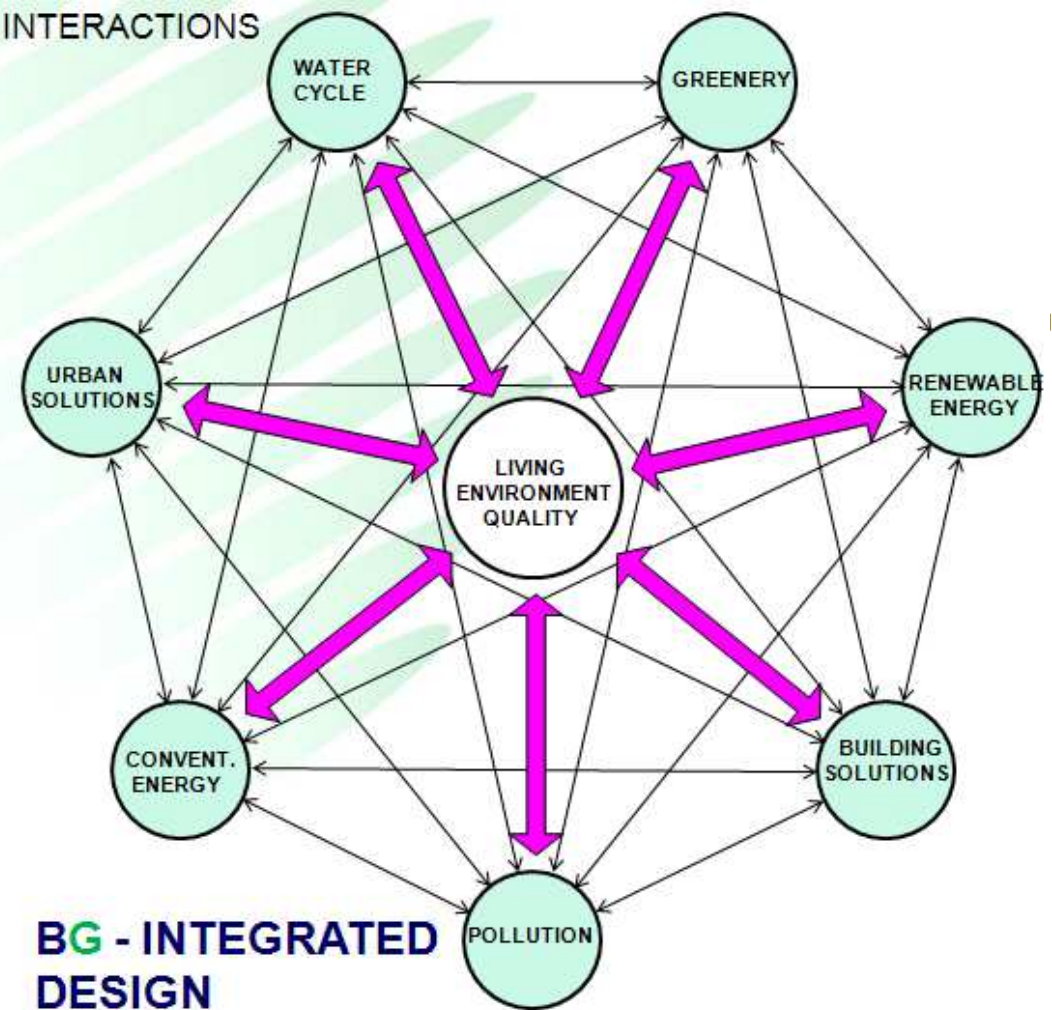 INTERACTIONS
WATER
CYCLE
GREENERY
URBAN
SOLUTIONS
RENEWABLE
ENERGY
LIVING
ENVIRONMENT
QUALITY
CONVENT.
ENERGY
BUILDING
SOLUTIONS
POLLUTION
BG - INTEGRATED
DESIGN